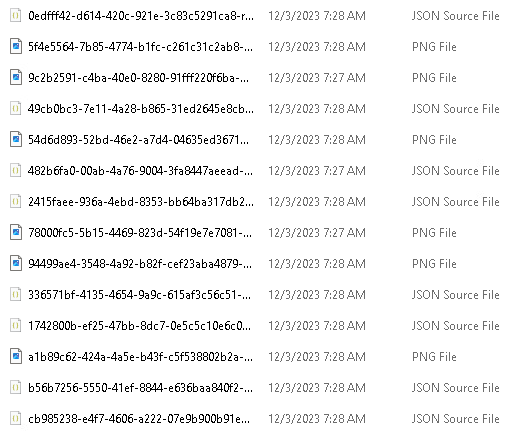 0edfff42-d614-420c-921e-3c83c5291ca8-r... 12/3/2023 7:28 AM JSON Source File
5f4e5564-7b85-4774-b1fc-c261c31c2ab8-... 12/3/2023 7:28 AM PNG File
9c2b2591-c4ba-40e0-8280-91fff220f6ba-... 12/3/2023 7:27 AM PNG File
49cb0bc3-7e11-4a28-b865-31ed2645e8cb... 12/3/2023 7:28 AM JSON Source File
54d6d893-52bd-46e2-a7d4-04635ed3671... 12/3/2023 7:28 AM PNG File
482b6fa0-00ab-4a76-9004-3fa8447aeead-... 12/3/2023 7:27 AM JSON Source File
2415faee-936a-4ebd-8353-bb64ba317db2... 12/3/2023 7:28 AM JSON Source File
78000fc5-5b15-4469-823d-54f19e7e7081-... 12/3/2023 7:27 AM PNG File
94499ae4-3548-4a92-b82f-cef23aba4879-... 12/3/2023 7:28 AM PNG File
336571bf-4135-4654-9a9c-615af3c56c51-... 12/3/2023 7:28 AM JSON Source File
1742800b-ef25-47bb-8dc7-0e5c5c10e6c0... 12/3/2023 7:28 AM JSON Source File
a1b89c62-424a-4a5e-b43f-c5f538802b2a-... 12/3/2023 7:28 AM PNG File
b56b7256-5550-41ef-8844-e636baa840f2-... 12/3/2023 7:28 AM JSON Source File
cb985238-e4f7-4606-a222-07e9b900b91e... 12/3/2023 7:28 AM JSON Source File